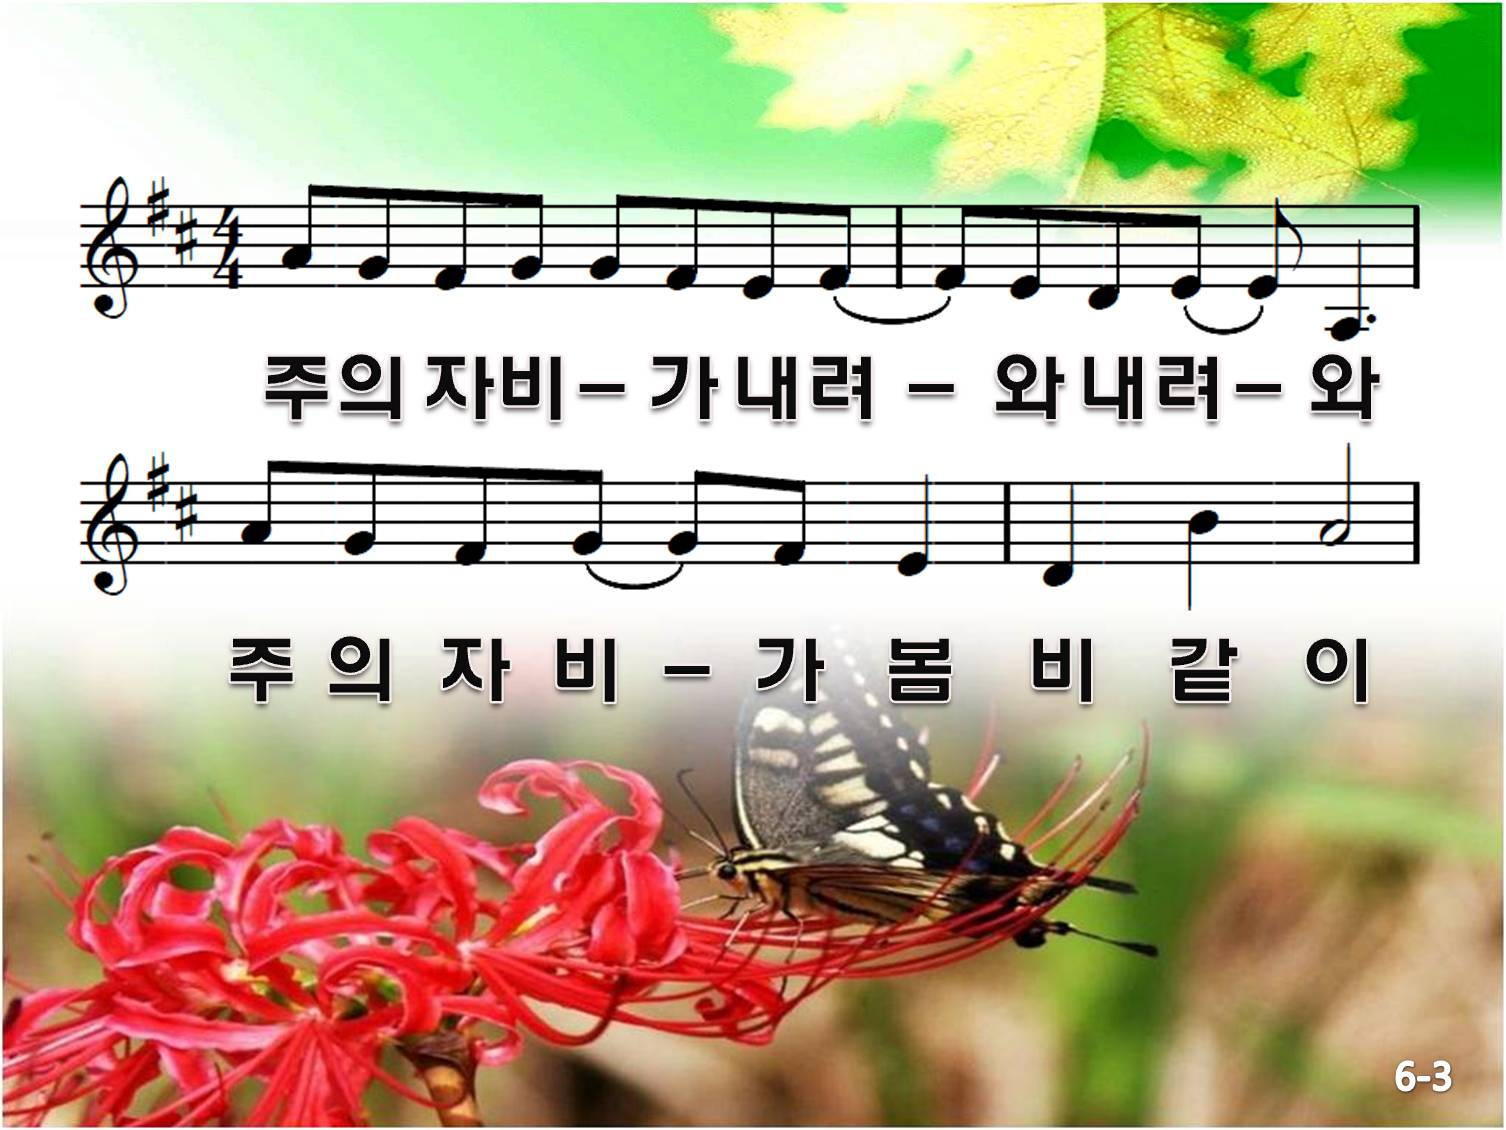 주의 자비– 가 내려 – 와 내려– 와
주 의 자 비 – 가 봄 비 같 이
6-3